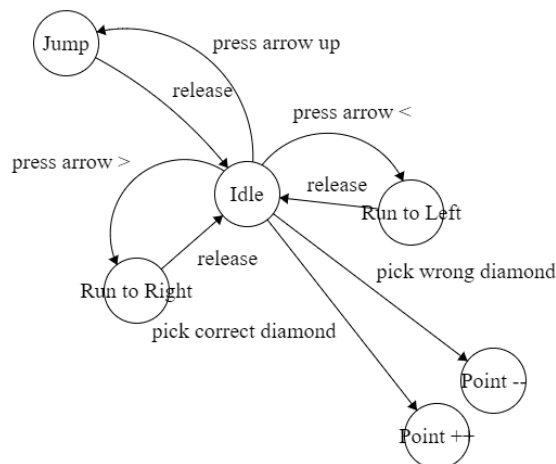 Jump
press arrow up
release
press arrow <
press arrow >
Idle
release
Run to Left
release
Run to Right
pick wrong diamond
pick correct diamond
Point --
Point ++